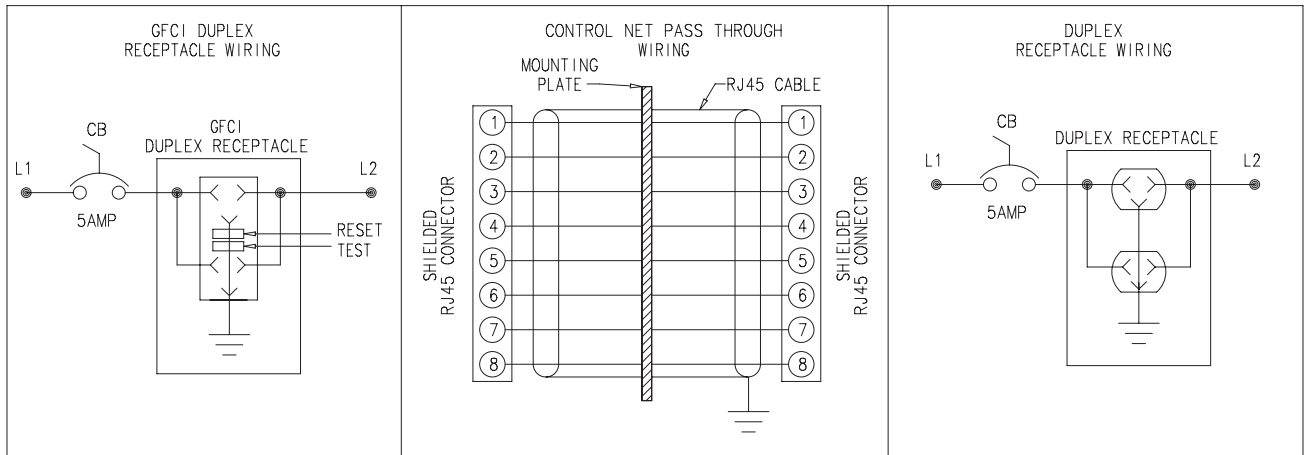 GFCI DUPLEX
RECEPTACLE WIRING
CB
GFCI
DUPLEX RECEPTACLE
L1
L2
5AMP
RESET
TEST
CONTROL NET PASS THROUGH
WIRING
MOUNTING
PLATE
RJ45 CABLE
SHIELDED
RJ45 CONNECTOR
1
2
3
4
5
6
7
8
1
2
3
4
5
6
7
8
SHIELDED
RJ45 CONNECTOR
DUPLEX
RECEPTACLE WIRING
CB
DUPLEX RECEPTACLE
L1
L2
5AMP